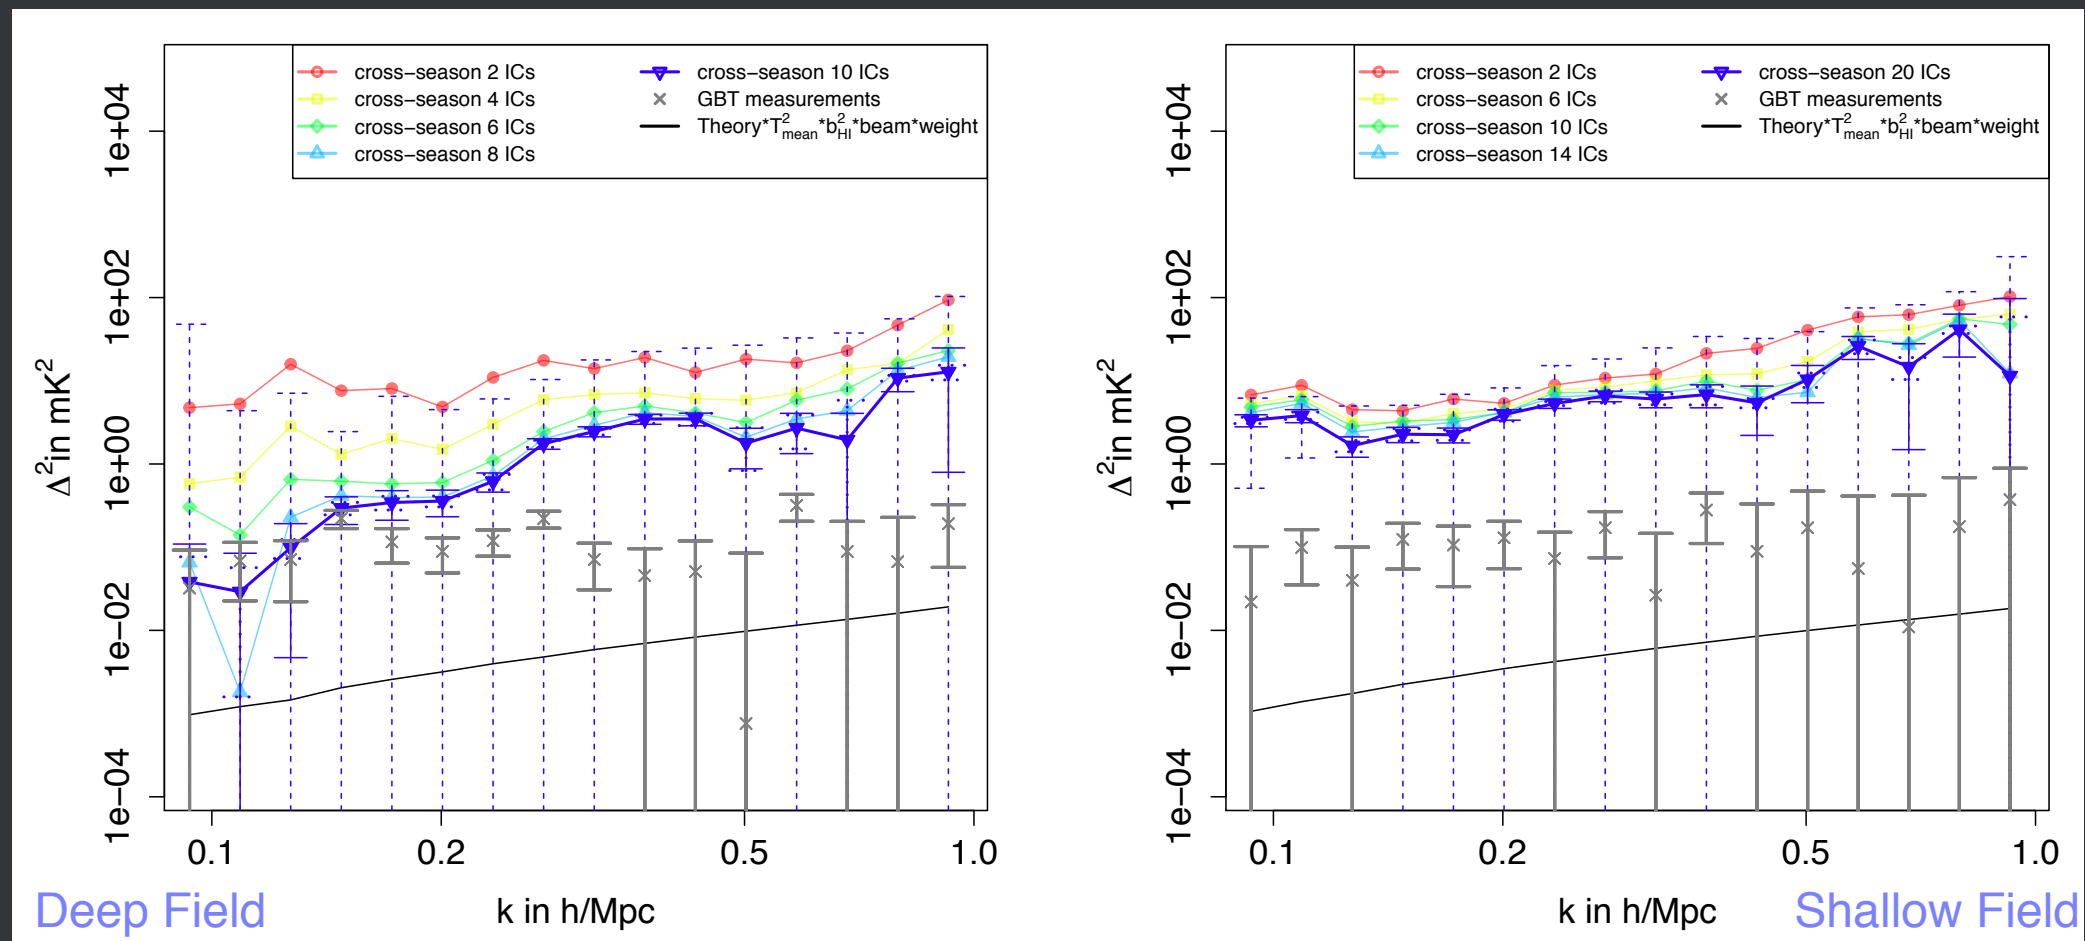 cross−season 2 ICs
cross−season 4 ICs
cross−season 6 ICs
cross−season 8 ICs
cross−season 10 ICs
GBT measurements
Theory*T²mean*b²HI*beam*weight
Δ²in mK²
1e+04
1e+02
1e+00
1e−02
1e−04
0.1 0.2 0.5 1.0
k in h/Mpc
Deep Field
cross−season 2 ICs
cross−season 6 ICs
cross−season 10 ICs
cross−season 14 ICs
cross−season 20 ICs
GBT measurements
Theory*T²mean*b²HI*beam*weight
Δ²in mK²
1e+04
1e+02
1e+00
1e−02
1e−04
0.1 0.2 0.5 1.0
k in h/Mpc
Shallow Field